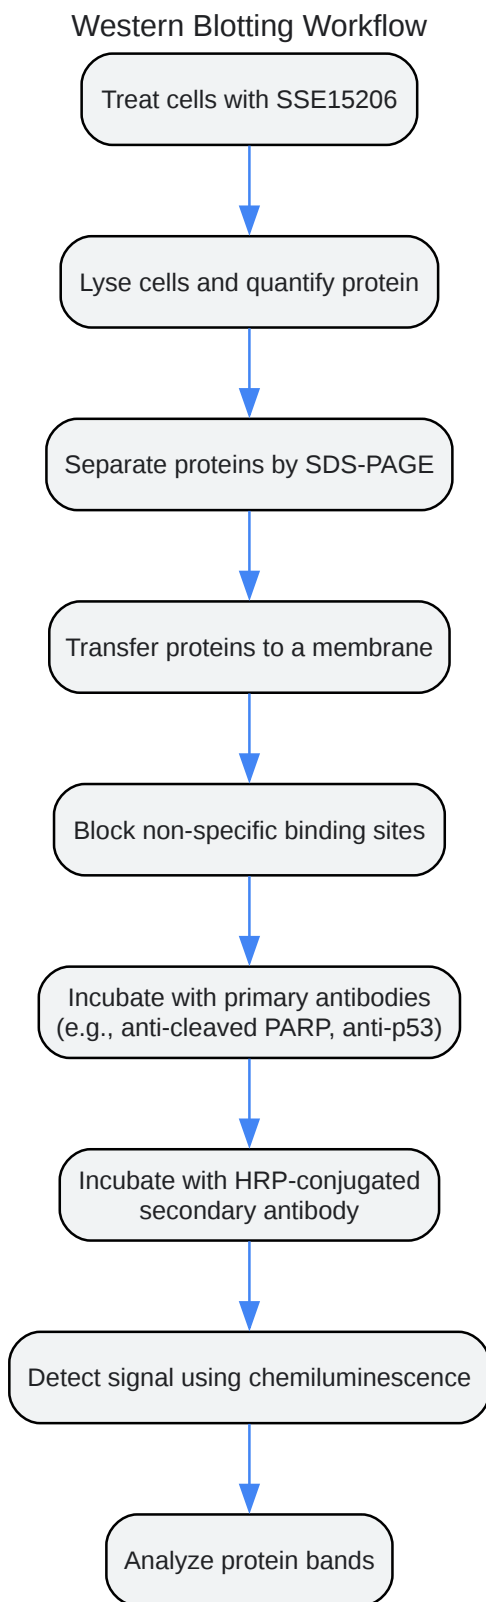 Western Blotting Workflow
Treat cells with SSE15206
Lyse cells and quantify protein
Separate proteins by SDS-PAGE
Transfer proteins to a membrane
Block non-specific binding sites
Incubate with primary antibodies
(e.g., anti-cleaved PARP, anti-p53)
Incubate with HRP-conjugated
secondary antibody
Detect signal using chemiluminescence
Analyze protein bands